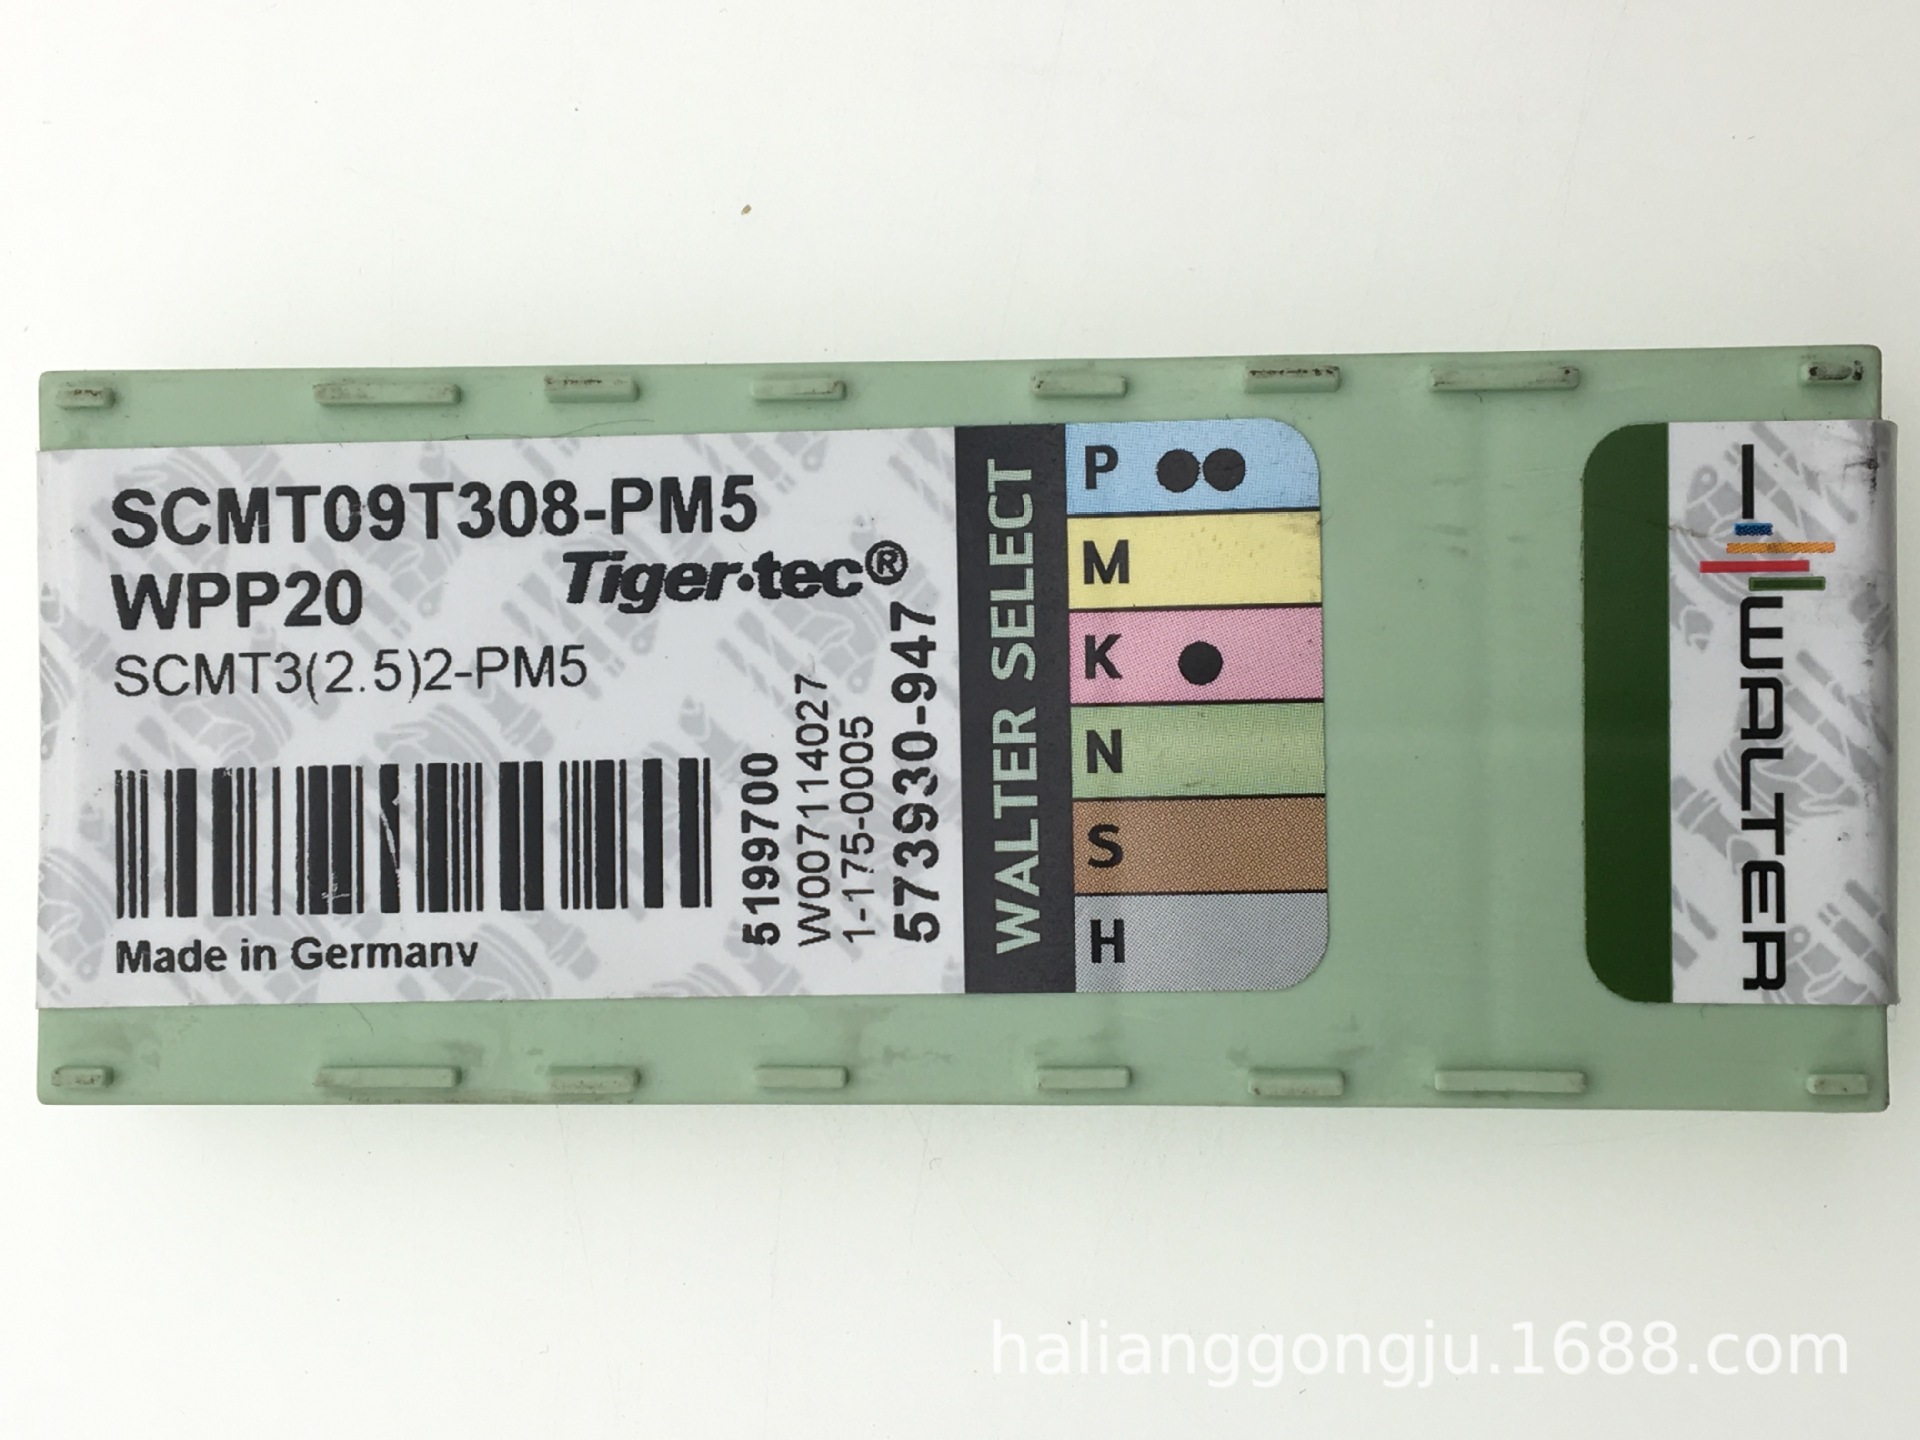 SCMT09T308-PM5
WPP20
Tiger·tec®
SCMT3(2.5)2-PM5
Made in Germany
5199700
W007114027
1-175-0005
573930-947
WALTER SELECT
P
M
K
N
S
H
WALTER
halianggongju.1688.com